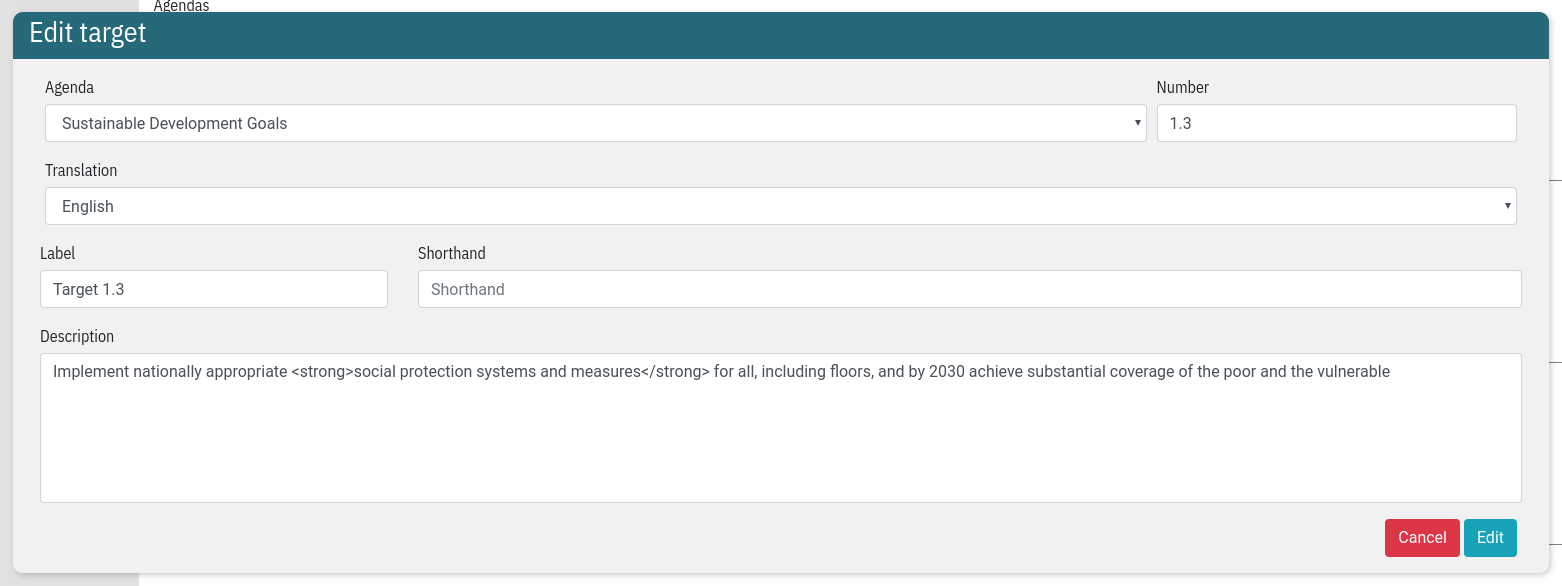 Agendas
Edit target
Agenda Number
Sustainable Development Goals 1.3
Translation
English
Label Shorthand
Target 1.3 Shorthand
Description
Implement nationally appropriate <strong>social protection systems and measures</strong> for all, including floors, and by 2030 achieve substantial coverage of the poor and the vulnerable
Cancel Edit